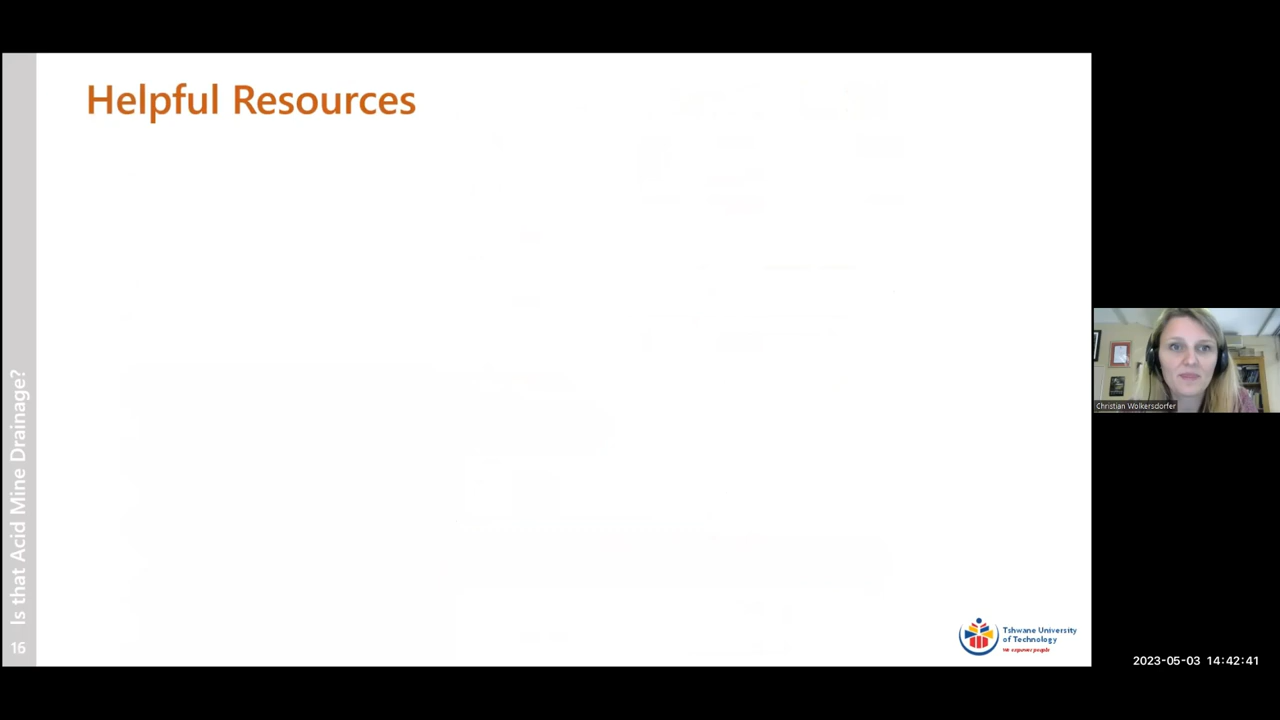 Helpful Resources
Is that Acid Mine Drainage?
16
Tshwane University
of Technology
We empower people
Christian Wolkersdorfer
2023-05-03 14:42:41